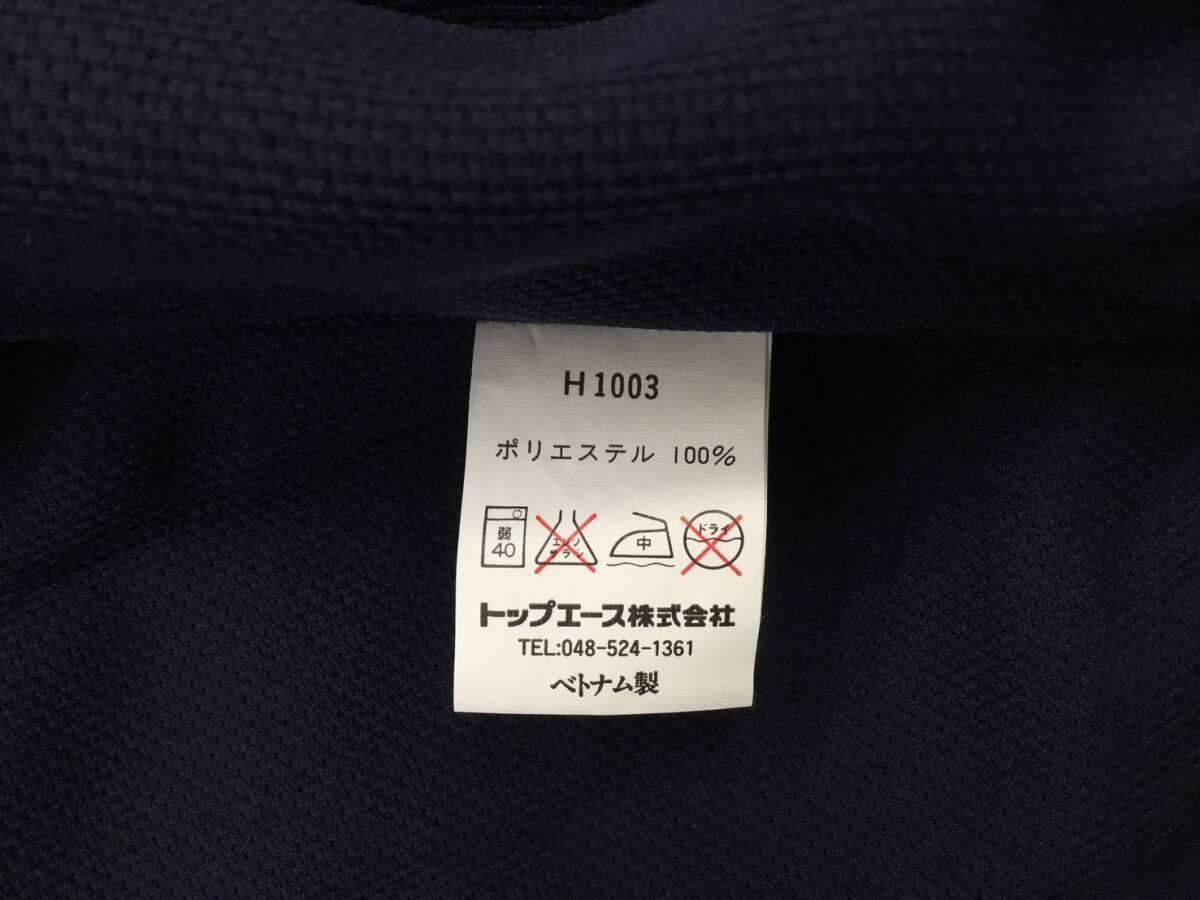 H1003
ポリエステル 100%
弱
40
エンソ
サラシ
中
ドライ
トップエース株式会社
TEL:048-524-1361
ベトナム製